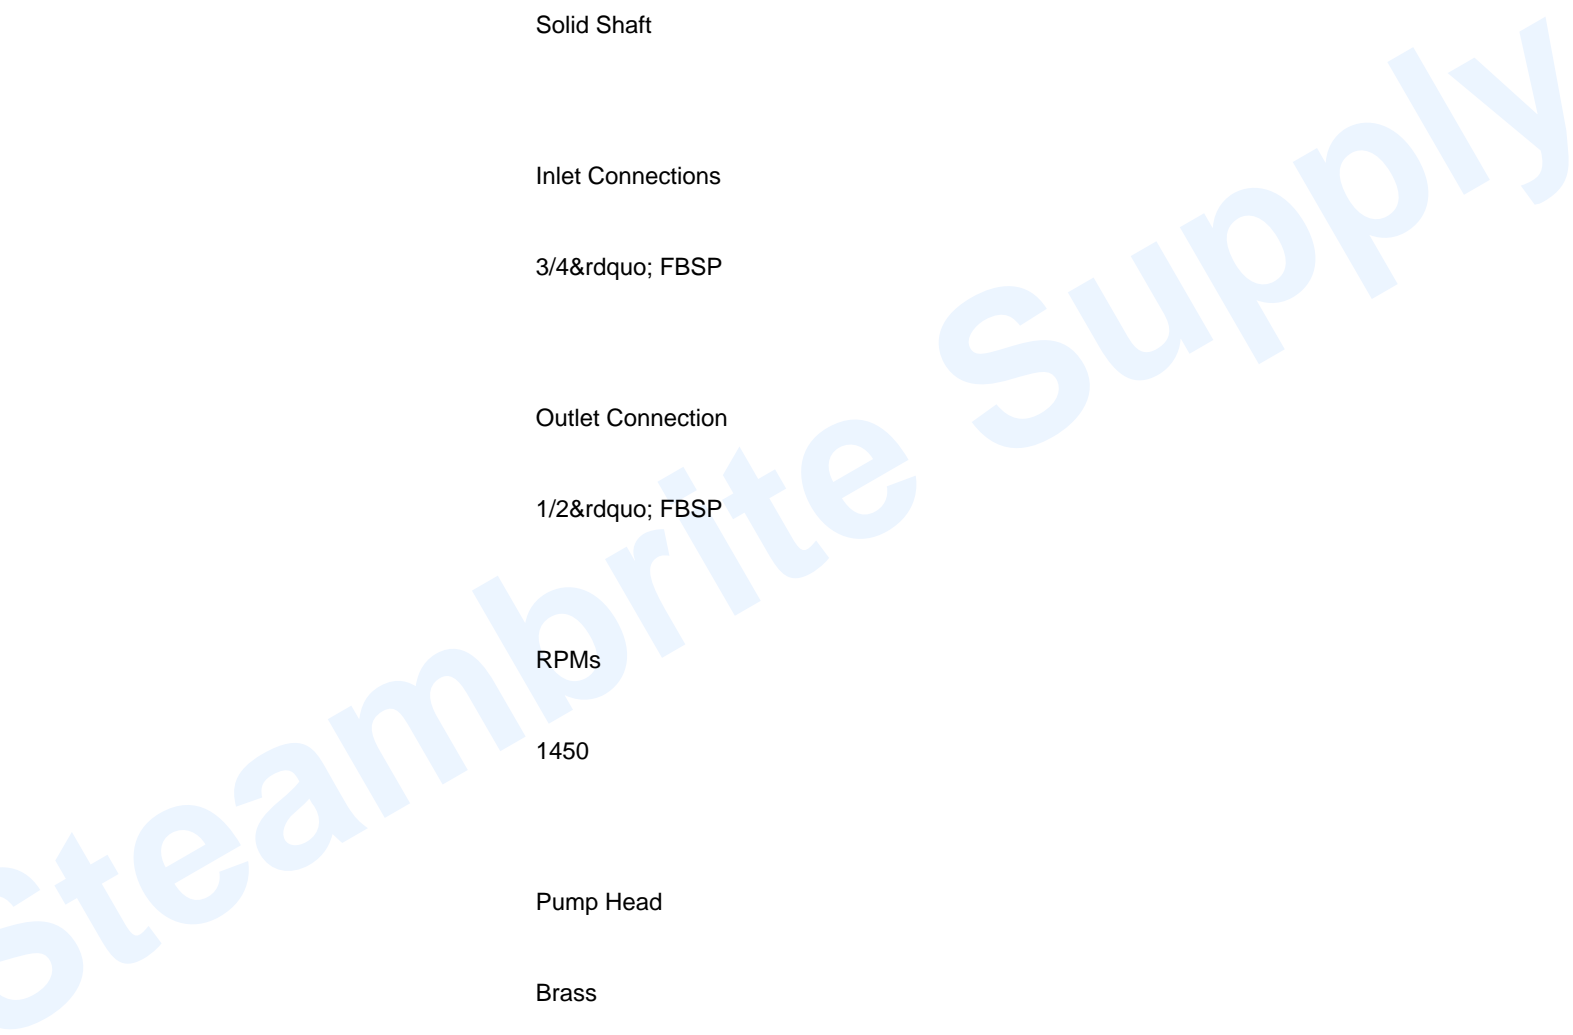 Solid Shaft
Inlet Connections
3/4&rdquo; FBSP
Outlet Connection
1/2&rdquo; FBSP
RPMs
1450
Pump Head
Brass
Steambrite Supply